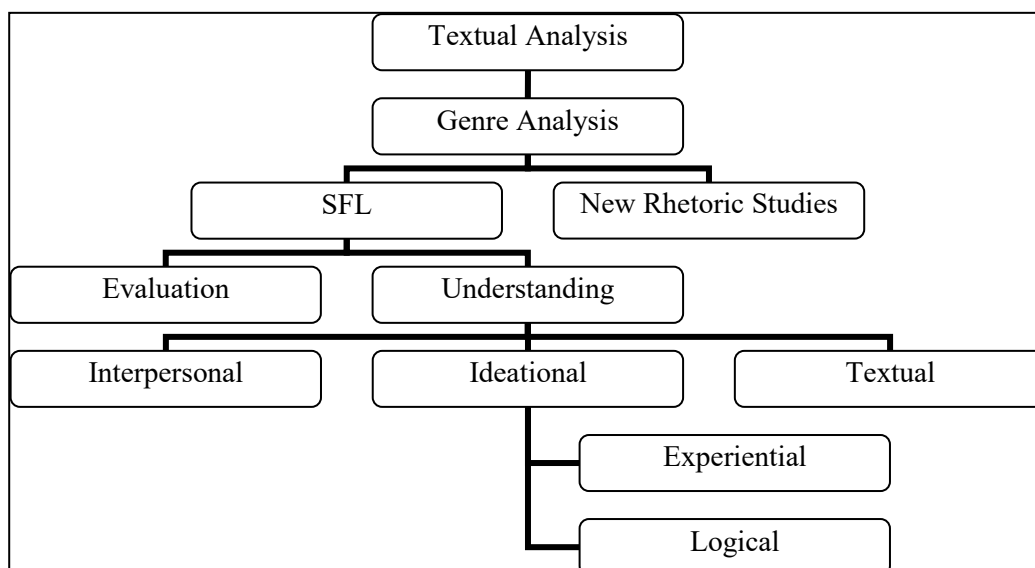 Textual Analysis
Genre Analysis
SFL
New Rhetoric Studies
Evaluation
Understanding
Interpersonal
Ideational
Textual
Experiential
Logical